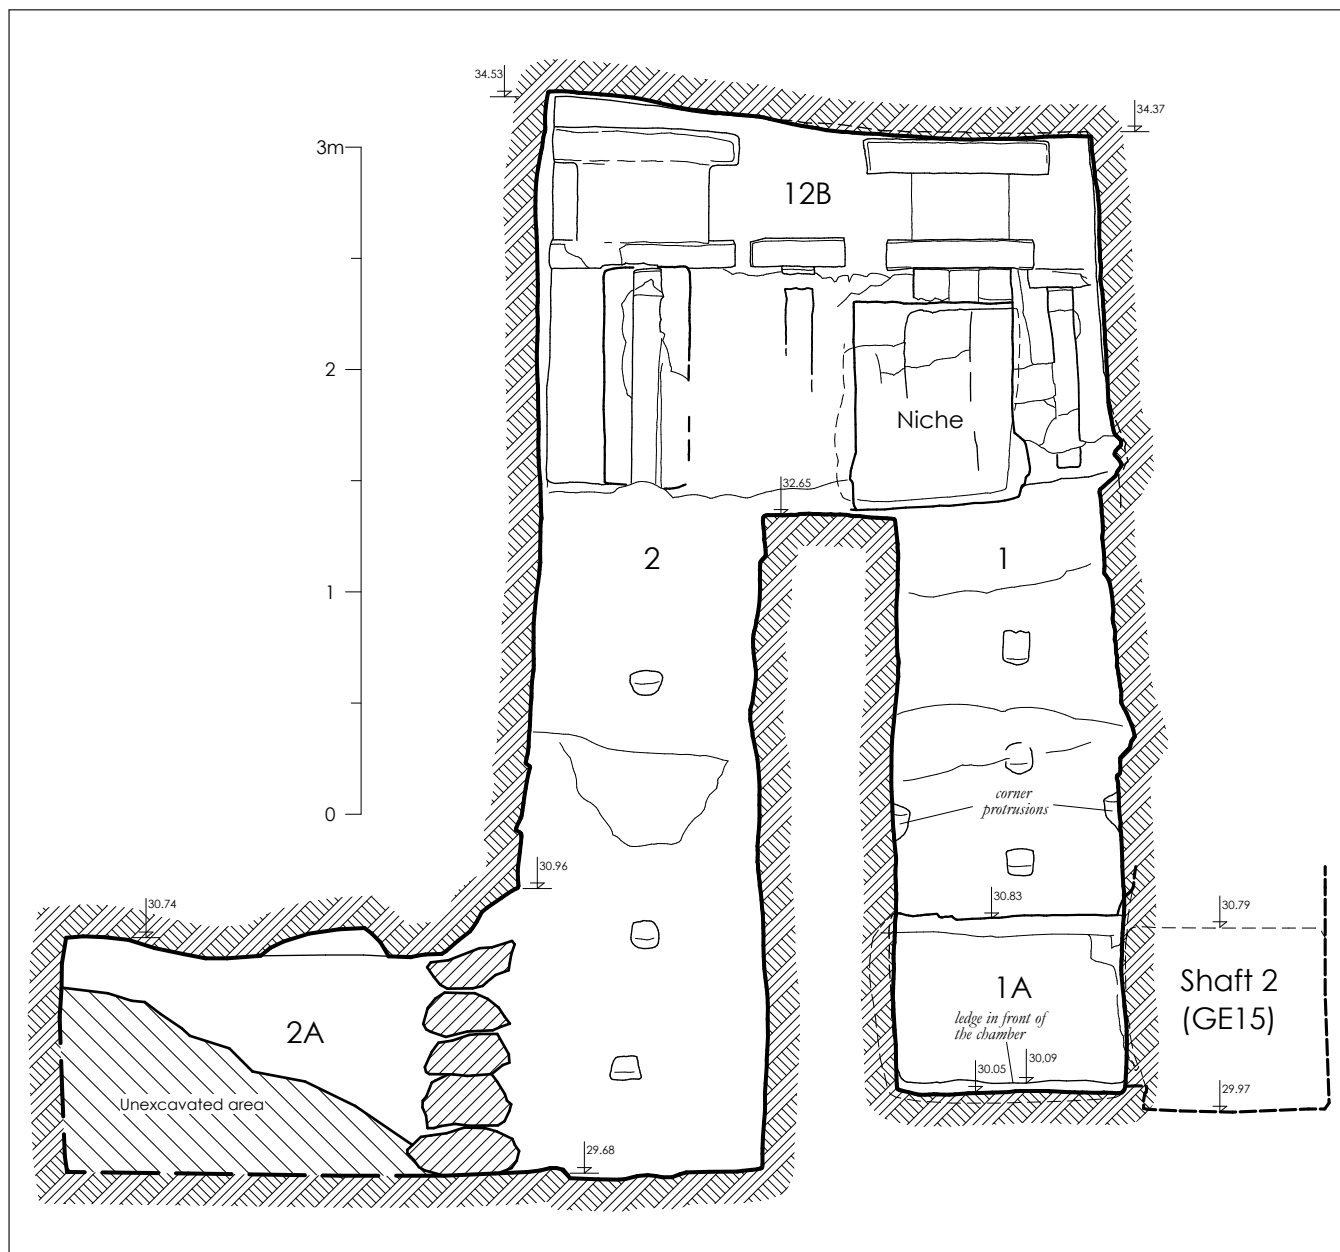 34.53
34.37
3m
12B
2
Niche
32.65
2
1
1
corner
protrusions
0
30.96
30.83
30.74
30.79
1A
Shaft 2
(GE15)
ledge in front of
the chamber
2A
30,09
30.05
Unexcavated area
29.97
29.68